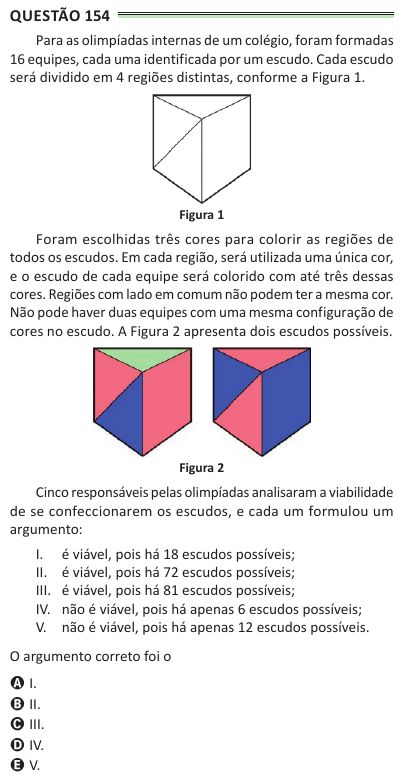 QUESTÃO 154
Para as olimpíadas internas de um colégio, foram formadas
16 equipes, cada uma identificada por um escudo. Cada escudo
será dividido em 4 regiões distintas, conforme a Figura 1.
Figura 1
Foram escolhidas três cores para colorir as regiões de
todos os escudos. Em cada região, será utilizada uma única cor,
e o escudo de cada equipe será colorido com até três dessas
cores. Regiões com lado em comum não podem ter a mesma cor.
Não pode haver duas equipes com uma mesma configuração de
cores no escudo. A Figura 2 apresenta dois escudos possíveis.
Figura 2
Cinco responsáveis pelas olimpíadas analisaram a viabilidade
de se confeccionarem os escudos, e cada um formulou um
argumento:
I. é viável, pois há 18 escudos possíveis;
II. é viável, pois há 72 escudos possíveis;
III. é viável, pois há 81 escudos possíveis;
IV. não é viável, pois há apenas 6 escudos possíveis;
V. não é viável, pois há apenas 12 escudos possíveis.
O argumento correto foi o
A I.
B II.
C III.
D IV.
E V.